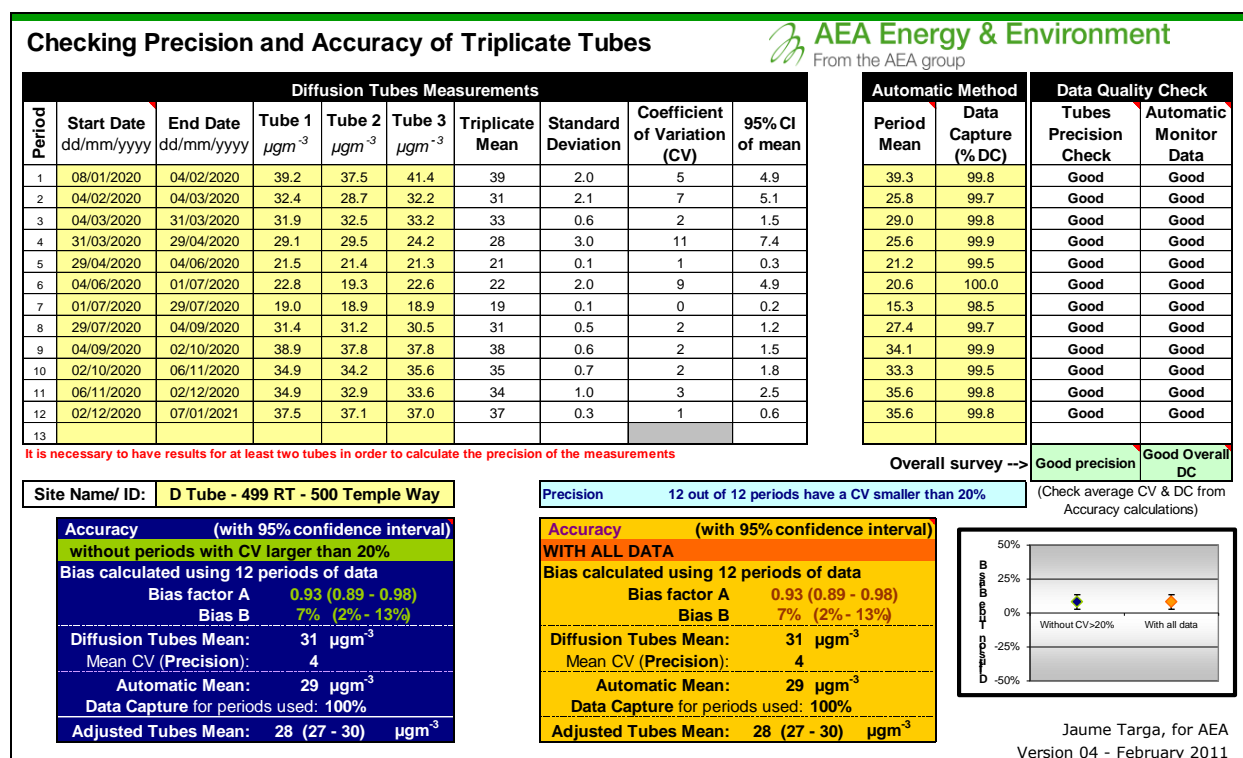 Checking Precision and Accuracy of Triplicate Tubes
AEA Energy & Environment
From the AEA group
Diffusion Tubes Measurements
Automatic Method
Data Quality Check
Period
Start Date dd/mm/yyyy
End Date dd/mm/yyyy
Tube 1 µgm-3
Tube 2 µgm-3
Tube 3 µgm-3
Triplicate Mean
Standard Deviation
Coefficient of Variation (CV)
95% CI of mean
Period Mean
Data Capture (% DC)
Tubes Precision Check
Automatic Monitor Data
1 08/01/2020 04/02/2020 39.2 37.5 41.4 39 2.0 5 4.9 39.3 99.8 Good Good
2 04/02/2020 04/03/2020 32.4 28.7 32.2 31 2.1 7 5.1 25.8 99.7 Good Good
3 04/03/2020 31/03/2020 31.9 32.5 33.2 33 0.6 2 1.5 29.0 99.8 Good Good
4 31/03/2020 29/04/2020 29.1 29.5 24.2 28 3.0 11 7.4 25.6 99.9 Good Good
5 29/04/2020 04/06/2020 21.5 21.4 21.3 21 0.1 1 0.3 21.2 99.5 Good Good
6 04/06/2020 01/07/2020 22.8 19.3 22.6 22 2.0 9 4.9 20.6 100.0 Good Good
7 01/07/2020 29/07/2020 19.0 18.9 18.9 19 0.1 0 0.2 15.3 98.5 Good Good
8 29/07/2020 04/09/2020 31.4 31.2 30.5 31 0.5 2 1.2 27.4 99.7 Good Good
9 04/09/2020 02/10/2020 38.9 37.8 37.8 38 0.6 2 1.5 34.1 99.9 Good Good
10 02/10/2020 06/11/2020 34.9 34.2 35.6 35 0.7 2 1.8 33.3 99.5 Good Good
11 06/11/2020 02/12/2020 34.9 32.9 33.6 34 1.0 3 2.5 35.6 99.8 Good Good
12 02/12/2020 07/01/2021 37.5 37.1 37.0 37 0.3 1 0.6 35.6 99.8 Good Good
13
It is necessary to have results for at least two tubes in order to calculate the precision of the measurements
Overall survey --> Good precision Good Overall DC
Site Name/ ID: D Tube - 499 RT - 500 Temple Way
Precision 12 out of 12 periods have a CV smaller than 20%
(Check average CV & DC from
Accuracy calculations)
Accuracy (with 95% confidence interval)
without periods with CV larger than 20%
Bias calculated using 12 periods of data
Bias factor A 0.93 (0.89 - 0.98)
Bias B 7% (2% - 13%)
Diffusion Tubes Mean: 31 µgm-3
Mean CV (Precision): 4
Automatic Mean: 29 µgm-3
Data Capture for periods used: 100%
Adjusted Tubes Mean: 28 (27 - 30) µgm-3
Accuracy (with 95% confidence interval)
WITH ALL DATA
Bias calculated using 12 periods of data
Bias factor A 0.93 (0.89 - 0.98)
Bias B 7% (2% - 13%)
Diffusion Tubes Mean: 31 µgm-3
Mean CV (Precision): 4
Automatic Mean: 29 µgm-3
Data Capture for periods used: 100%
Adjusted Tubes Mean: 28 (27 - 30) µgm-3
50%
25%
0%
-25%
-50%
Without CV>20%
With all data
Jaume Targa, for AEA
Version 04 - February 2011